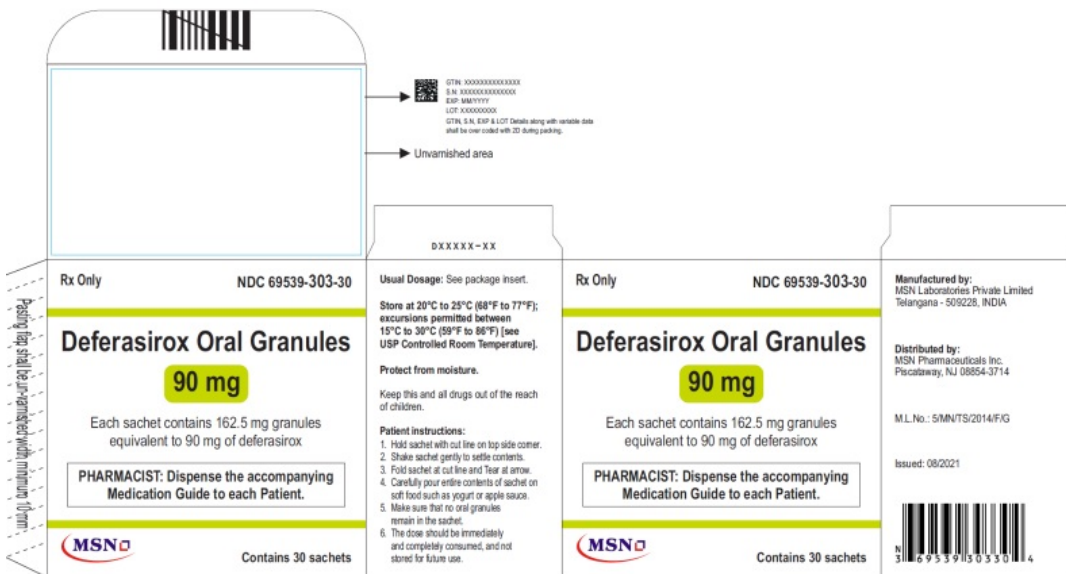 GTIN: XXXXXXXXXXXXXX
S.N: XXXXXXXXXXXXXX
EXP: MM/YYYY
LOT: XXXXXXXXX
GTIN, S.N, EXP & LOT Details along with variable data
shall be over coded with 2D during packing.
Unvarnished area
DXXXXX-XX
Pasting flap shall be un-varnished width minimum 10 mm
Rx Only
NDC 69539-303-30
Deferasirox Oral Granules
90 mg
Each sachet contains 162.5 mg granules
equivalent to 90 mg of deferasirox
PHARMACIST: Dispense the accompanying
Medication Guide to each Patient.
MSN
Contains 30 sachets
Usual Dosage: See package insert.
Store at 20°C to 25°C (68°F to 77°F);
excursions permitted between
15°C to 30°C (59°F to 86°F) [see
USP Controlled Room Temperature].
Protect from moisture.
Keep this and all drugs out of the reach
of children.
Patient instructions:
1. Hold sachet with cut line on top side corner.
2. Shake sachet gently to settle contents.
3. Fold sachet at cut line and Tear at arrow.
4. Carefully pour entire contents of sachet on
soft food such as yogurt or apple sauce.
5. Make sure that no oral granules
remain in the sachet.
6. The dose should be immediately
and completely consumed, and not
stored for future use.
Rx Only
NDC 69539-303-30
Deferasirox Oral Granules
90 mg
Each sachet contains 162.5 mg granules
equivalent to 90 mg of deferasirox
PHARMACIST: Dispense the accompanying
Medication Guide to each Patient.
MSN
Contains 30 sachets
Manufactured by:
MSN Laboratories Private Limited
Telangana - 509228, INDIA
Distributed by:
MSN Pharmaceuticals Inc.
Piscataway, NJ 08854-3714
M.L.No.: 5/MN/TS/2014/F/G
Issued: 08/2021
N
3 69539 30330 4